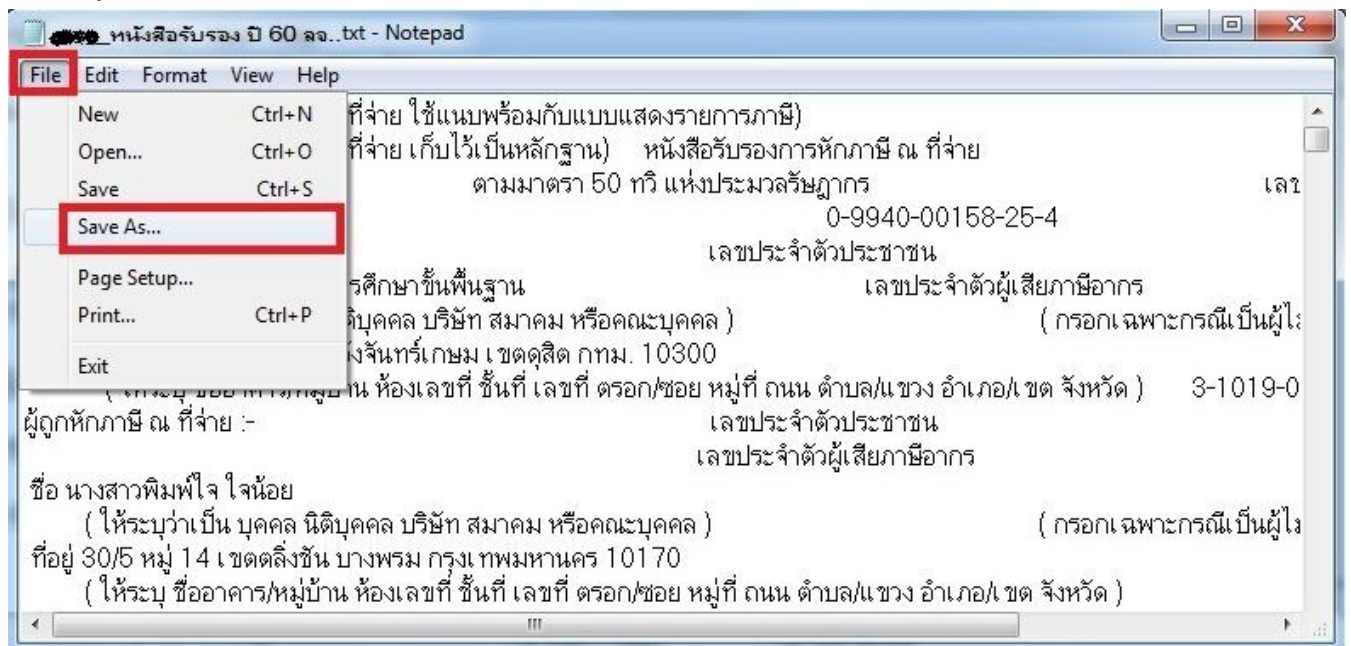 _หนังสือรับรอง ปี 60 ลจ..txt - Notepad
File Edit Format View Help
New Ctrl+N
Open... Ctrl+O
Save Ctrl+S
Save As...
Page Setup...
Print... Ctrl+P
Exit
ที่จ่าย ใช้แนบพร้อมกับแบบแสดงรายการภาษี)
ที่จ่าย เก็บไว้เป็นหลักฐาน) หนังสือรับรองการหักภาษี ณ ที่จ่าย
ตามมาตรา 50 ทวิ แห่งประมวลรัษฎากร เลข
0-9940-00158-25-4
เลขประจำตัวประชาชน
รศึกษาขั้นพื้นฐาน เลขประจำตัวผู้เสียภาษีอากร
ติบุคคล บริษัท สมาคม หรือคณะบุคคล ) ( กรอกเฉพาะกรณีเป็นผู้ไ
งจันทร์เกษม เขตดุสิต กทม. 10300
( ให้ระบุ ชื่ออาคาร/หมู่บ้าน ห้องเลขที่ ชั้นที่ เลขที่ ตรอก/ซอย หมู่ที่ ถนน ตำบล/แขวง อำเภอ/เขต จังหวัด ) 3-1019-0
ผู้ถูกหักภาษี ณ ที่จ่าย :- เลขประจำตัวประชาชน
เลขประจำตัวผู้เสียภาษีอากร
ชื่อ นางสาวพิมพ์ใจ ใจน้อย
( ให้ระบุว่าเป็น บุคคล นิติบุคคล บริษัท สมาคม หรือคณะบุคคล ) ( กรอกเฉพาะกรณีเป็นผู้ไ
ที่อยู่ 30/5 หมู่ 14 เขตตลิ่งชัน บางพรม กรุงเทพมหานคร 10170
( ให้ระบุ ชื่ออาคาร/หมู่บ้าน ห้องเลขที่ ชั้นที่ เลขที่ ตรอก/ซอย หมู่ที่ ถนน ตำบล/แขวง อำเภอ/เขต จังหวัด )